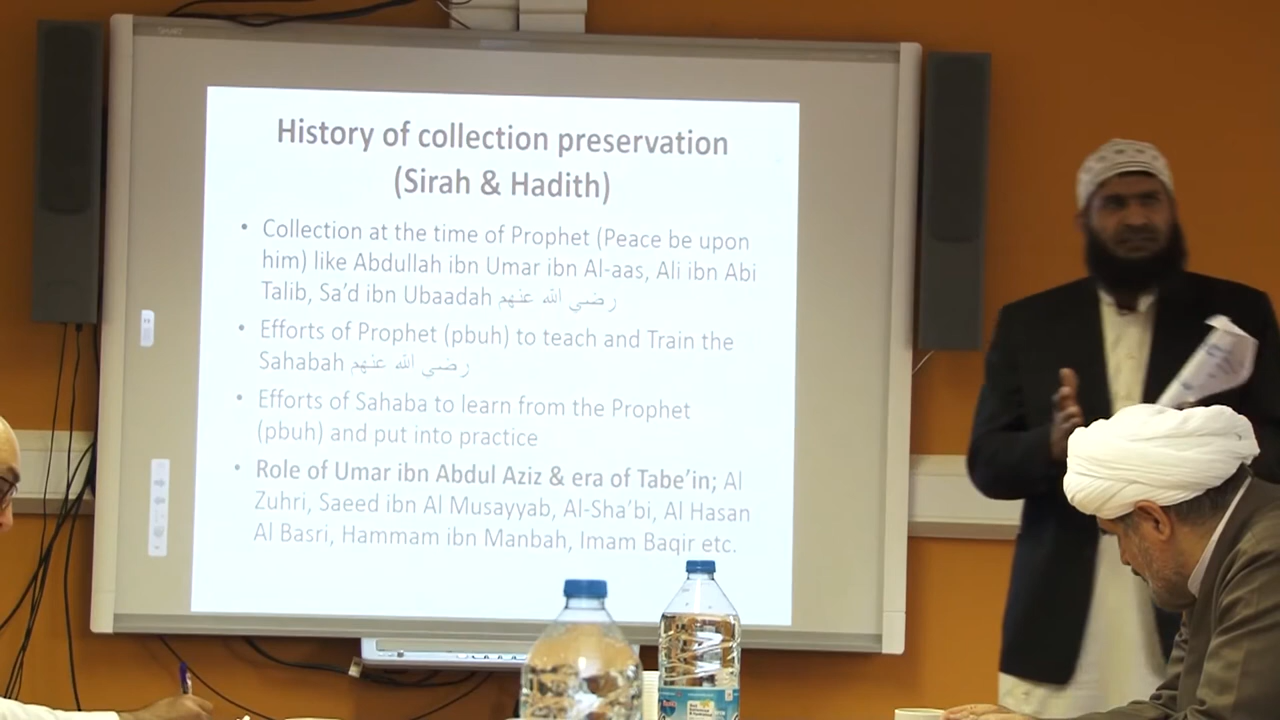 History of collection preservation
(Sirah & Hadith)
• Collection at the time of Prophet (Peace be upon
him) like Abdullah ibn Umar ibn Al-aas, Ali ibn Abi
Talib, Sa’d ibn Ubaadah رضي الله عنهم
• Efforts of Prophet (pbuh) to teach and Train the
Sahabah رضي الله عنهم
• Efforts of Sahaba to learn from the Prophet
(pbuh) and put into practice
• Role of Umar ibn Abdul Aziz & era of Tabe’in; Al
Zuhri, Saeed ibn Al Musayyab, Al-Sha’bi, Al Hasan
Al Basri, Hammam ibn Manbah, Imam Baqir etc.